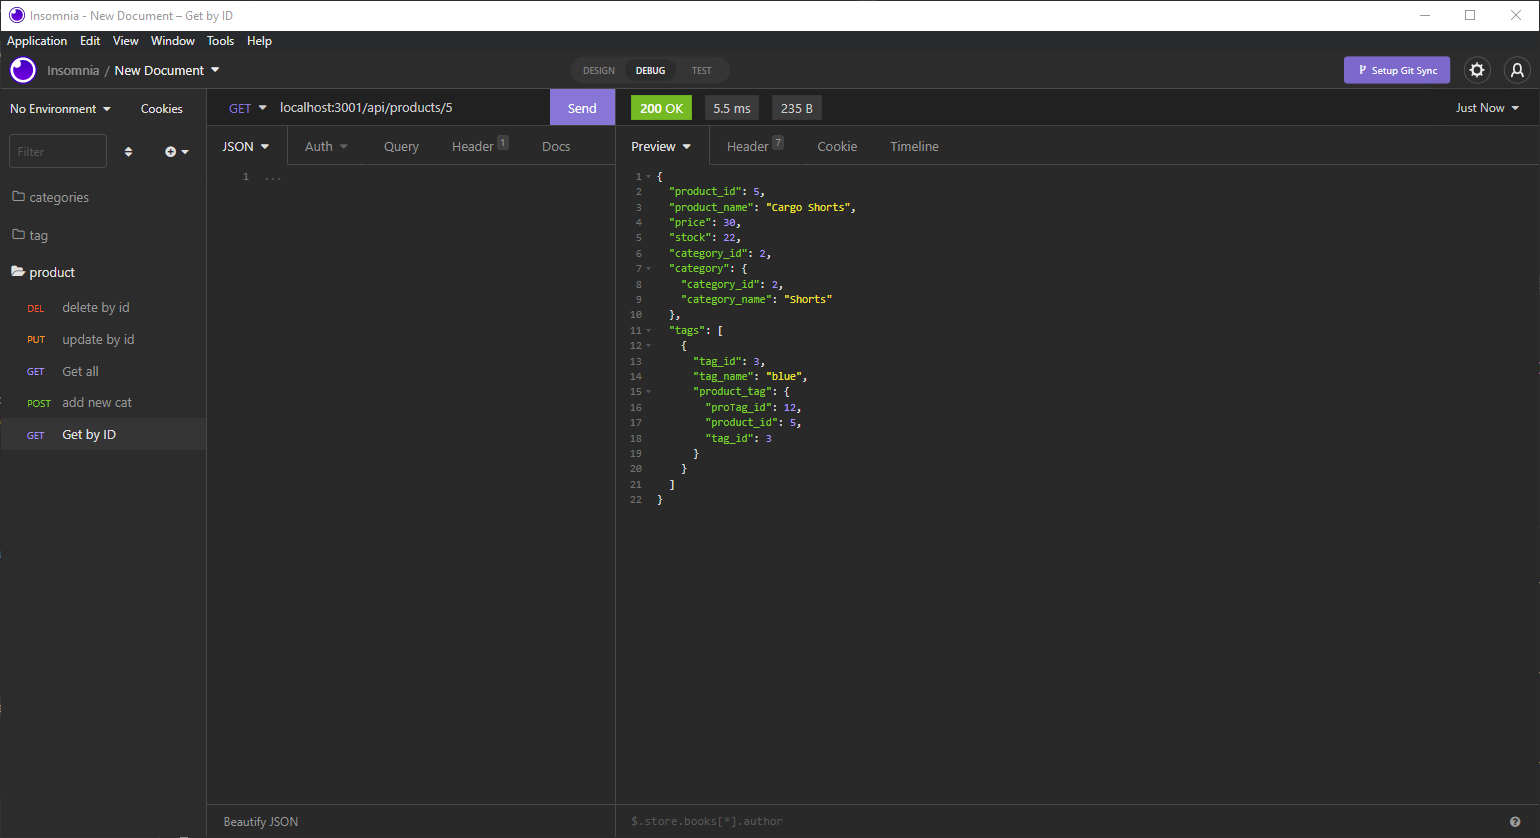 Insomnia - New Document – Get by ID
Application Edit View Window Tools Help
Insomnia / New Document
DESIGN DEBUG TEST
Setup Git Sync
No Environment
Cookies
Filter
categories
tag
product
DEL delete by id
PUT update by id
GET Get all
POST add new cat
GET Get by ID
GET localhost:3001/api/products/5 Send
JSON Auth Query Header 1 Docs
1 ...
Beautify JSON
200 OK 5.5 ms 235 B Just Now
Preview Header 7 Cookie Timeline
1 {
2 "product_id": 5,
3 "product_name": "Cargo Shorts",
4 "price": 30,
5 "stock": 22,
6 "category_id": 2,
7 "category": {
8 "category_id": 2,
9 "category_name": "Shorts"
10 },
11 "tags": [
12 {
13 "tag_id": 3,
14 "tag_name": "blue",
15 "product_tag": {
16 "proTag_id": 12,
17 "product_id": 5,
18 "tag_id": 3
19 }
20 }
21 ]
22 }
$.store.books[*].author